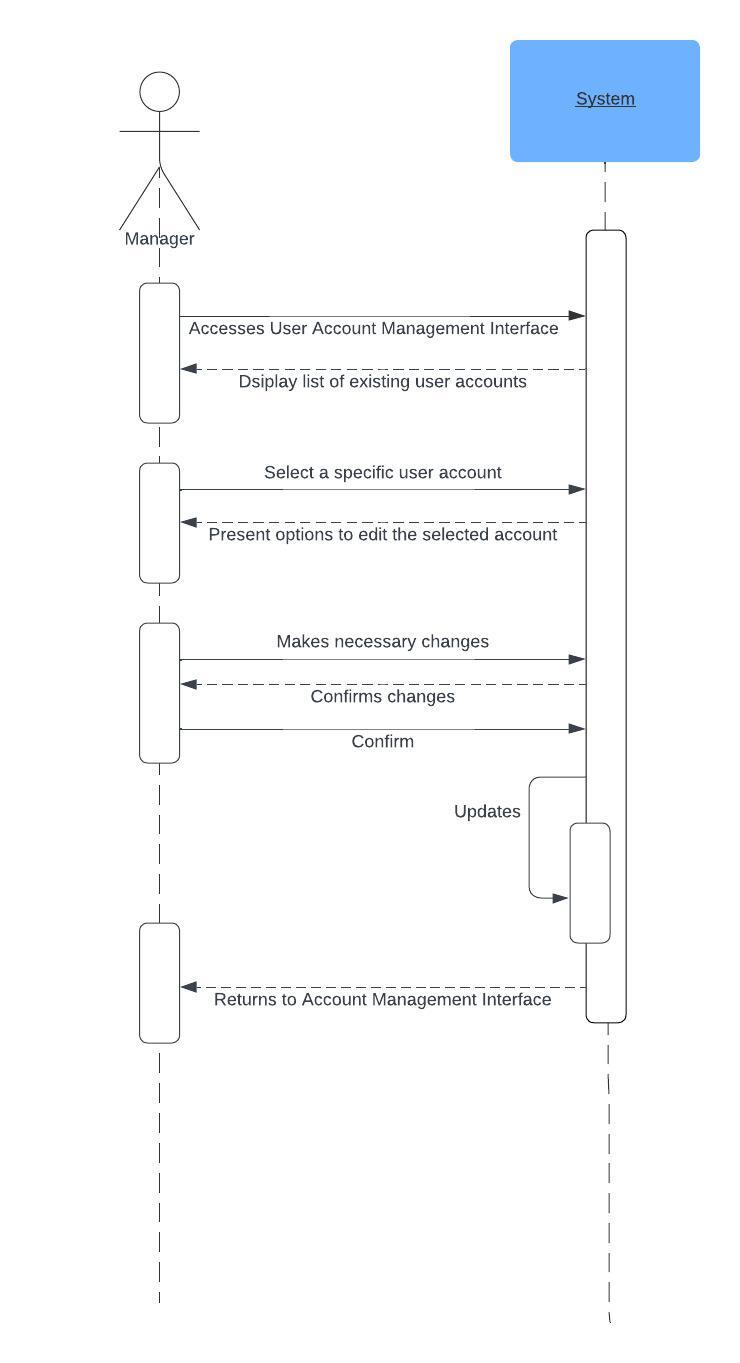 System
Manager
Accesses User Account Management Interface
Dsiplay list of existing user accounts
Select a specific user account
Present options to edit the selected account
Makes necessary changes
Confirms changes
Confirm
Updates
Returns to Account Management Interface